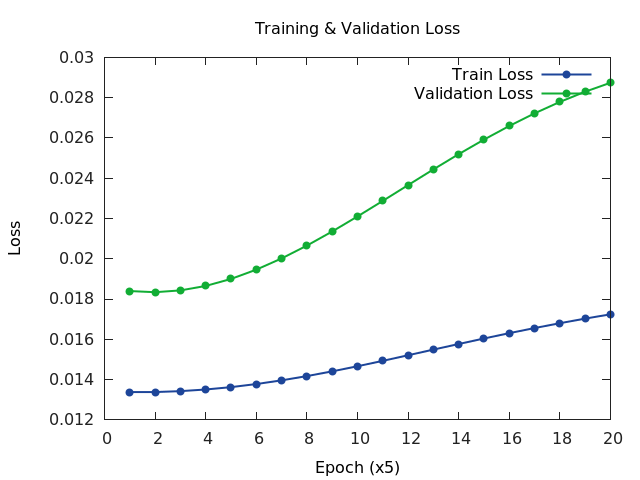 Training & Validation Loss
0.03
0.028
0.026
0.024
0.022
0.02
0.018
0.016
0.014
0.012
Train Loss
Validation Loss
Loss
0 2 4 6 8 10 12 14 16 18 20
Epoch (x5)